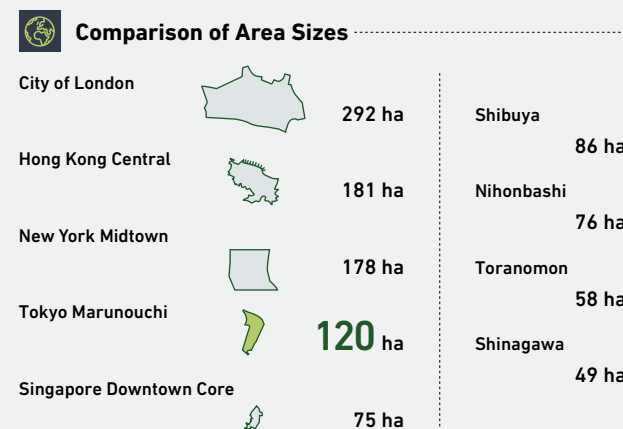 Comparison of Area Sizes
City of London
292 ha
Hong Kong Central
181 ha
New York Midtown
178 ha
Tokyo Marunouchi
120 ha
Singapore Downtown Core
75 ha
Shibuya
86 ha
Nihonbashi
76 ha
Toranomon
58 ha
Shinagawa
49 ha